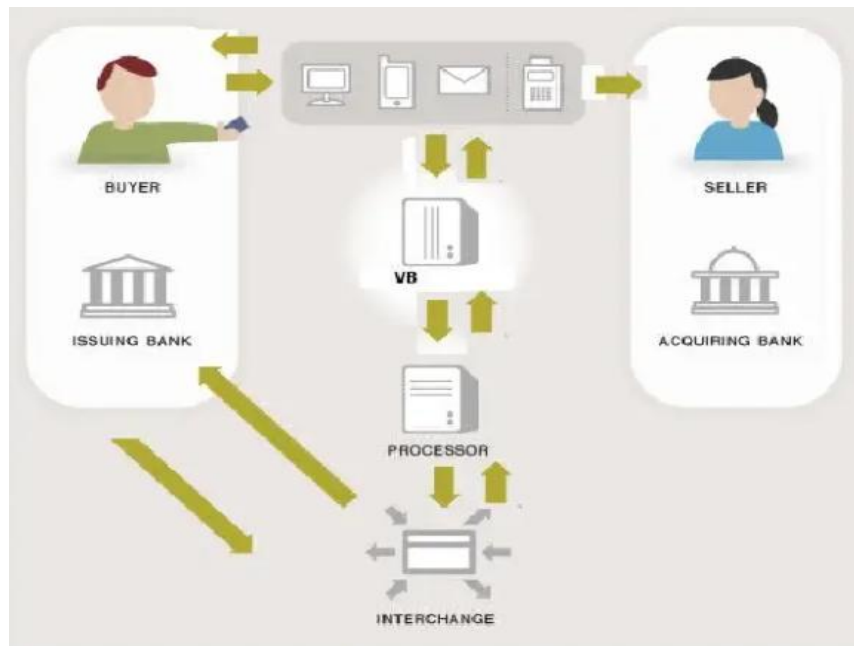 BUYER
SELLER
VB
ISSUING BANK
ACQUIRING BANK
PROCESSOR
INTERCHANGE